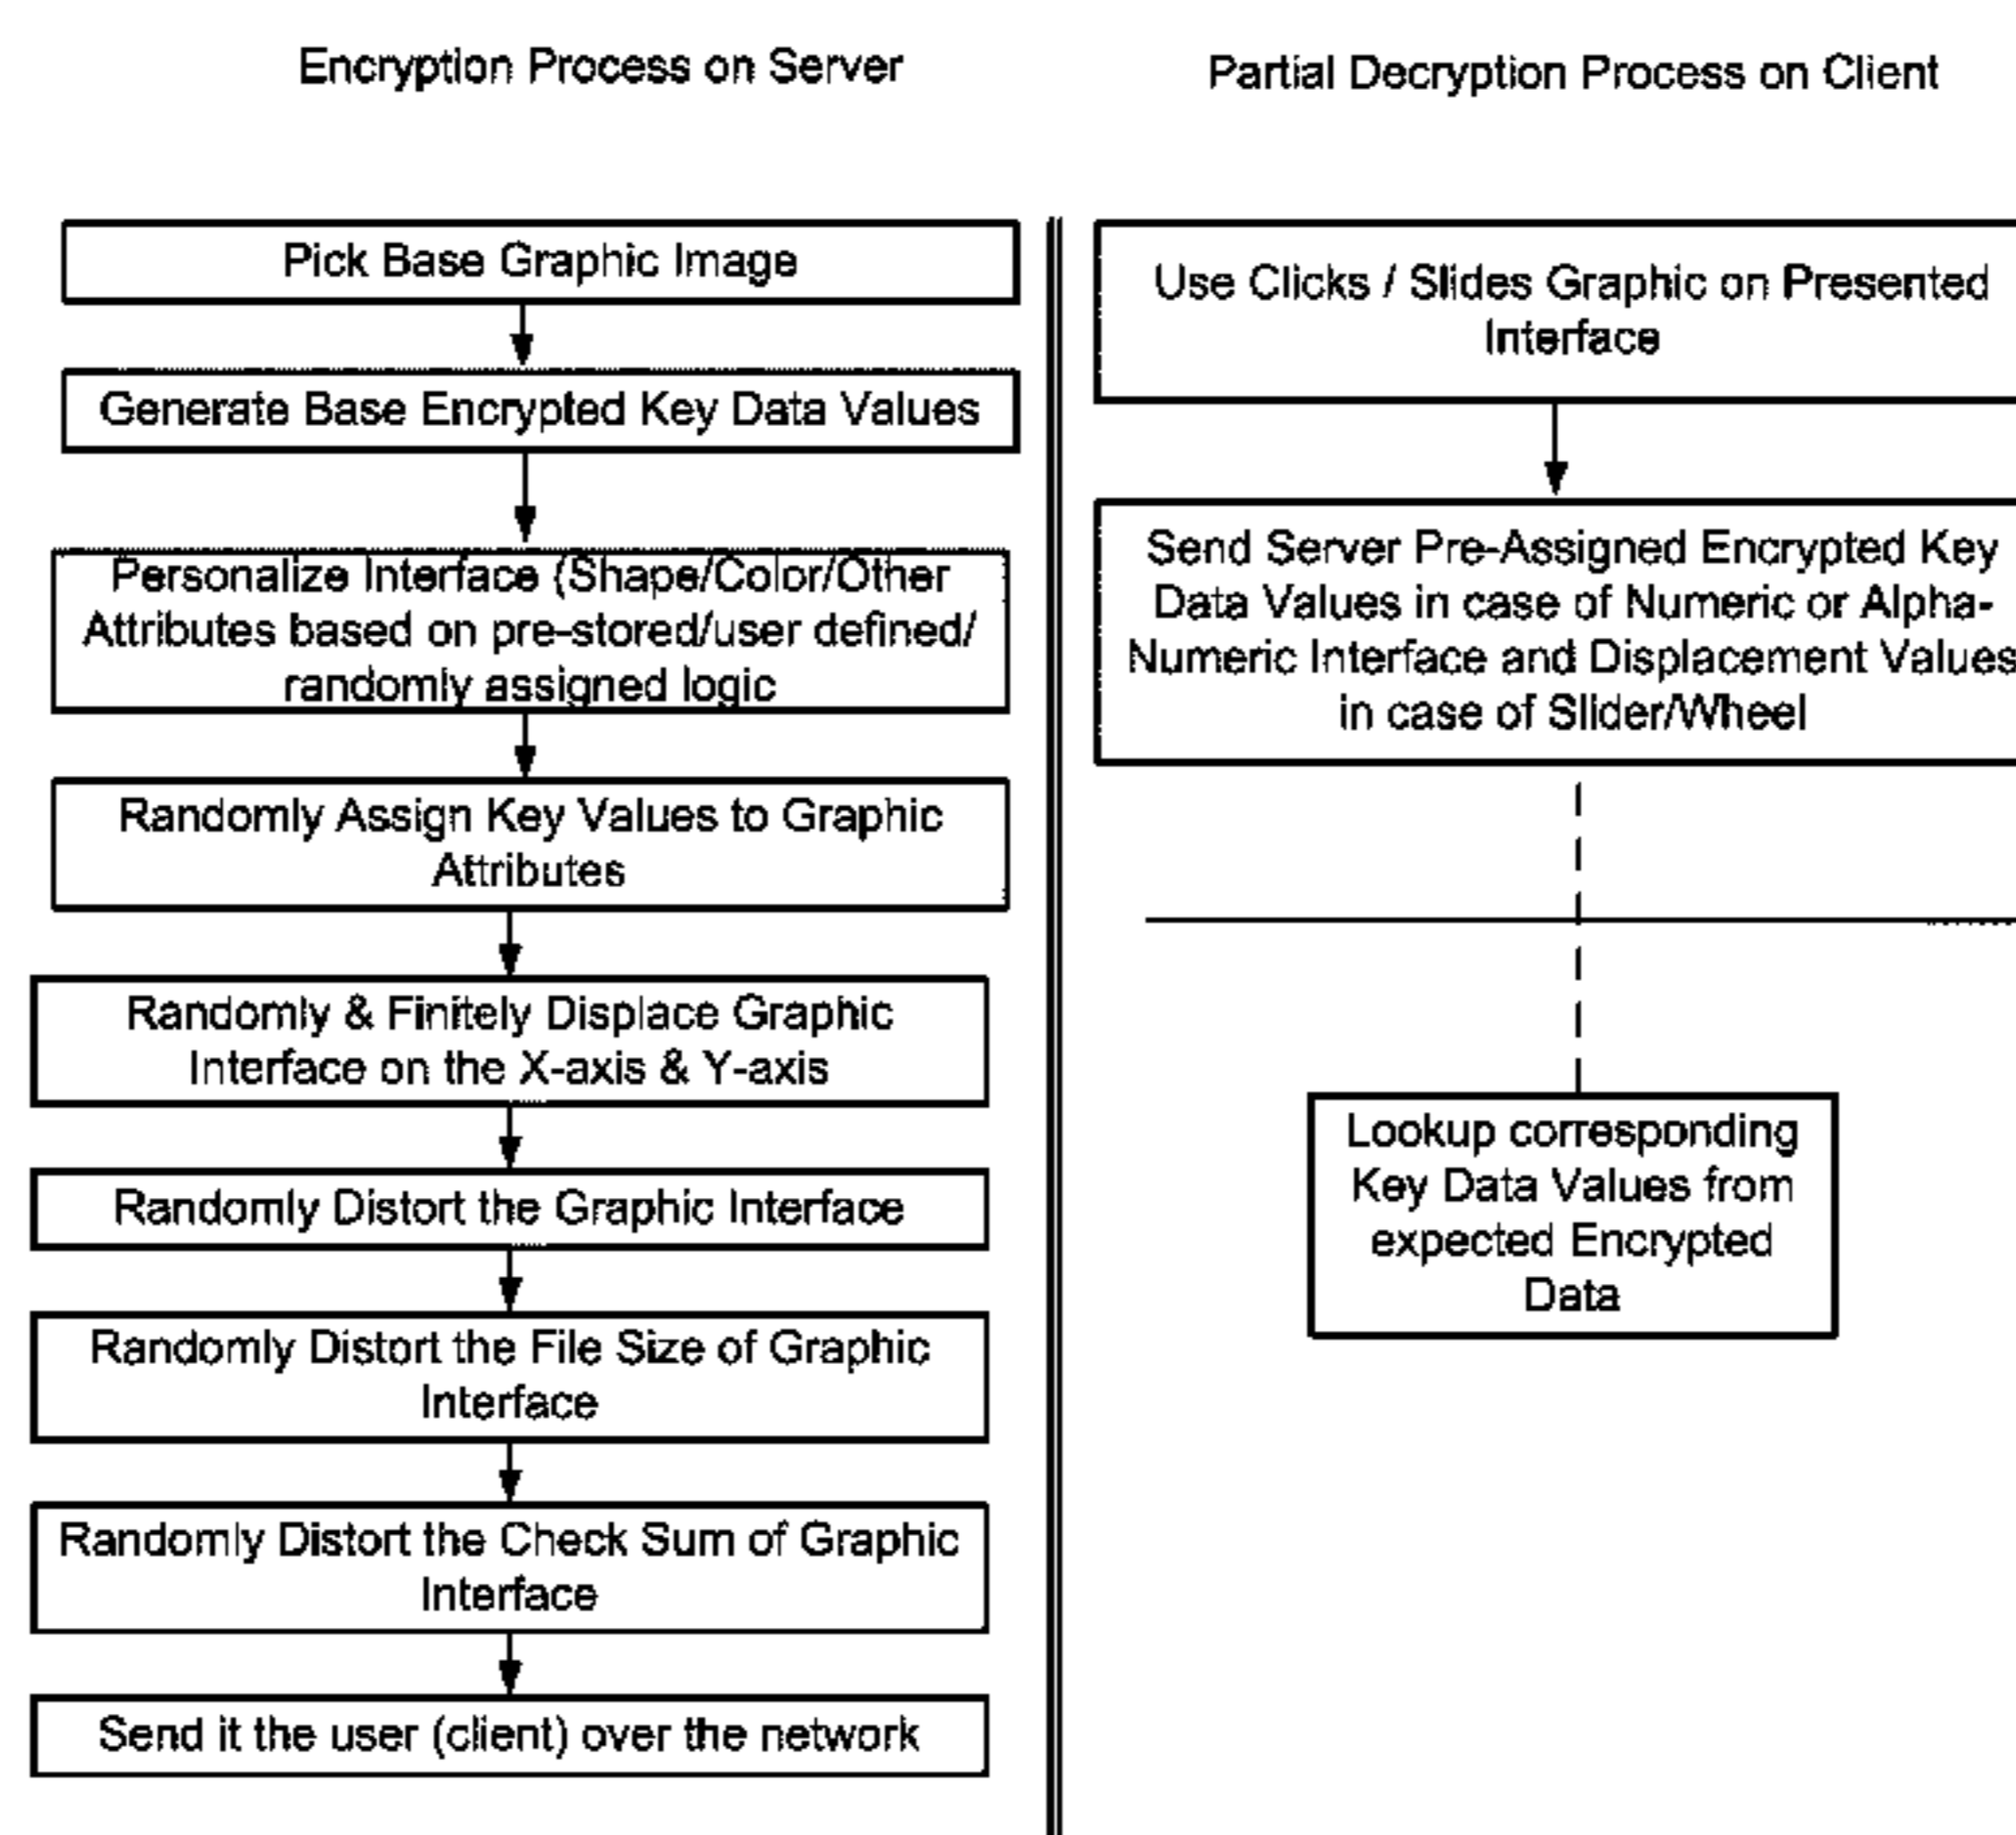 Encryption Process on Server
Pick Base Graphic Image
Generate Base Encrypted Key Data Values
Personalize Interface (Shape/Color/Other
Attributes based on pre-stored/user defined/
randomly assigned logic
Randomly Assign Key Values to Graphic
Attributes
Randomly & Finitely Displace Graphic
Interface on the X-axis & Y-axis
Randomly Distort the Graphic Interface
Randomly Distort the File Size of Graphic
Interface
Randomly Distort the Check Sum of Graphic
Interface
Send it the user (client) over the network
Partial Decryption Process on Client
Use Clicks / Slides Graphic on Presented
Interface
Send Server Pre-Assigned Encrypted Key
Data Values in case of Numeric or Alpha-
Numeric Interface and Displacement Values
in case of Slider/Wheel
Lookup corresponding
Key Data Values from
expected Encrypted
Data